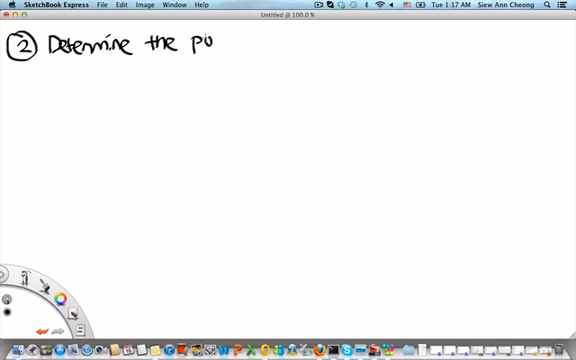 SketchBook Express File Edit Image Window Help Tue 1:17 AM Siew Ann Cheong
Untitled @ 100.0 %
② Determine the po